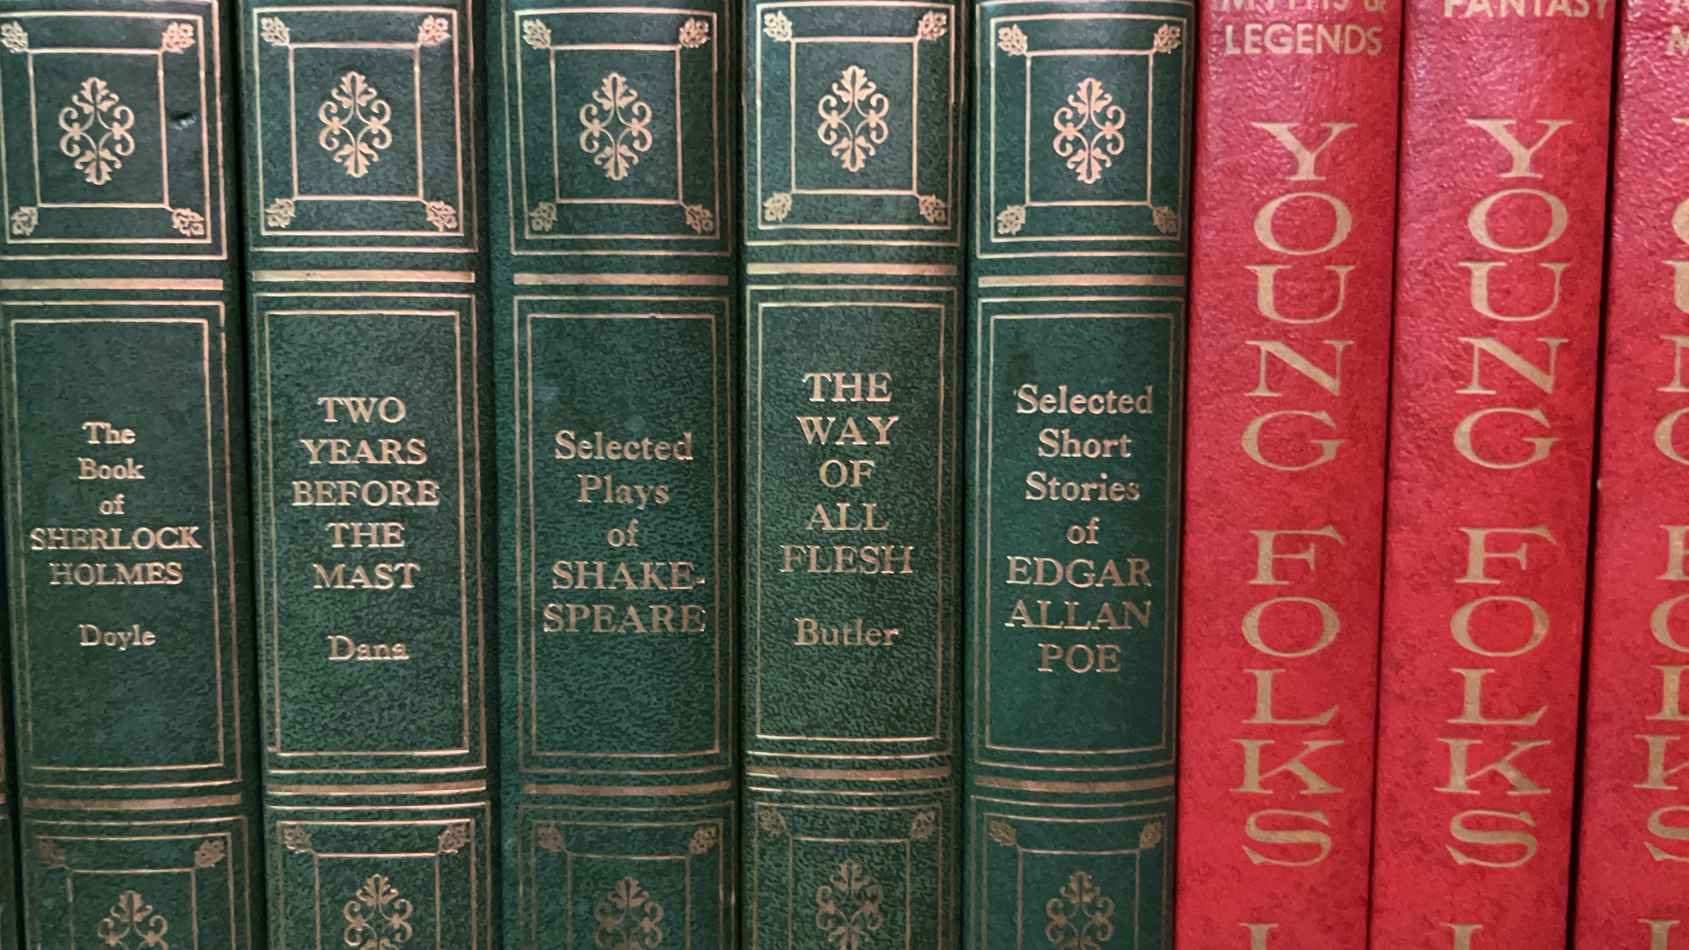 The
Book
of
SHERLOCK
HOLMES
Doyle
TWO
YEARS
BEFORE
THE
MAST
Dana
Selected
Plays
of
SHAKE-
SPEARE
THE
WAY
OF
ALL
FLESH
Butler
Selected
Short
Stories
of
EDGAR
ALLAN
POE
MYTHS &
LEGENDS
YOUNG
FOLKS
FANTASY
YOUNG
FOLKS